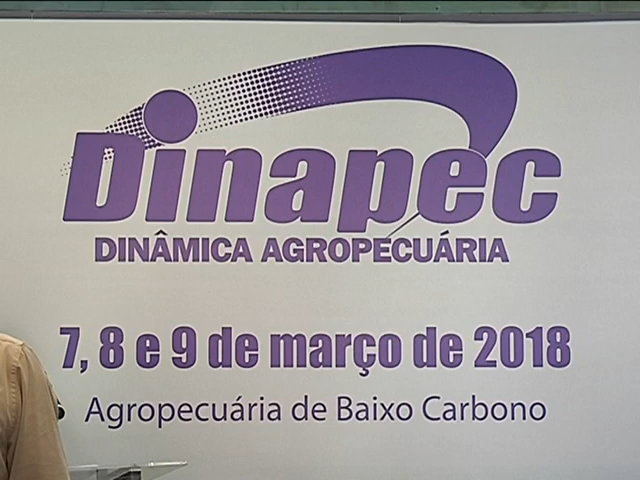 Dinapec
DINÂMICA AGROPECUÁRIA
7, 8 e 9 de março de 2018
Agropecuária de Baixo Carbono